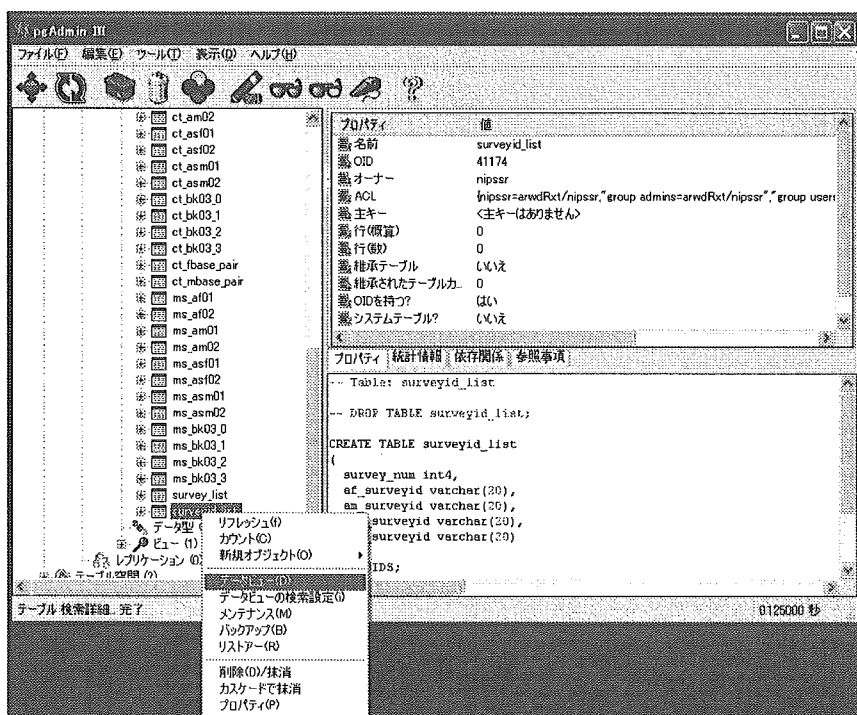 pgAdmin III
ファイル(F) 編集(E) ツール(T) 表示(D) ヘルプ(H)
ct_am02
ct_asf01
ct_asf02
ct_asm01
ct_asm02
ct_bk03_0
ct_bk03_1
ct_bk03_2
ct_bk03_3
ct_fbase_pair
ct_mbase_pair
ms_af01
ms_af02
ms_am01
ms_am02
ms_asf01
ms_asf02
ms_asm01
ms_asm02
ms_bk03_0
ms_bk03_1
ms_bk03_2
ms_bk03_3
survey_list
データ型
ビュー (1)
レプリケーション (0)
テーブル空間 (2)
プロパティ 値
名前 surveyid_list
OID 41174
オーナー nipssr
ACL {nipssr=arwdRxt/nipssr,"group admins=arwdRxt/nipssr","group user
主キー <主キーはありません>
行(概算) 0
行(数) 0
継承テーブル いいえ
継承されたテーブルカ.. 0
OIDを持つ? はい
システムテーブル? いいえ
プロパティ 統計情報 依存関係 参照事項
-- Table: surveyid_list
-- DROP TABLE surveyid_list;
CREATE TABLE surveyid_list
(
survey_num int4,
af_surveyid varchar(20),
am_surveyid varchar(20),
surveyid varchar(20),
surveyid varchar(20)
IDS;
リフレッシュ(f)
カウント(C)
新規オブジェクト(O)
データビュー(D)
データビューの検索設定(i)
メンテナンス(M)
バックアップ(B)
リストアー(R)
削除(D)/抹消
カスケードで抹消
プロパティ(P)
テーブル 検索詳細.. 完了
0.125000 秒